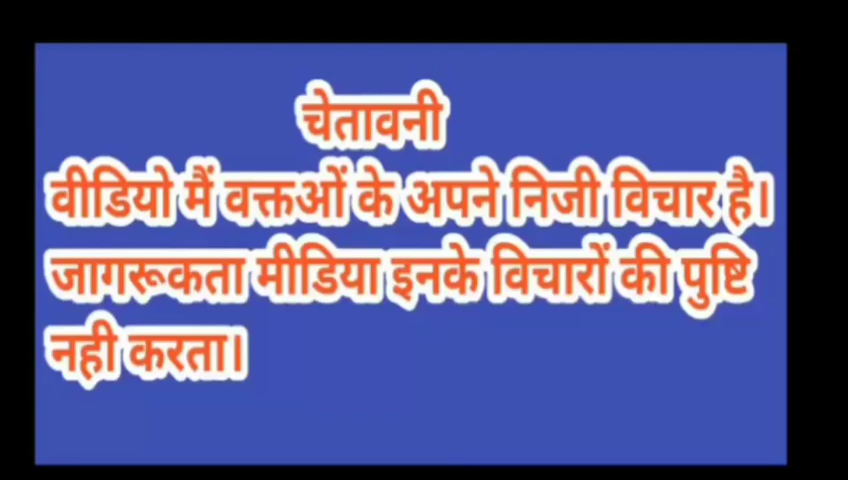 चेतावनी
वीडियो मैं वक्तओं के अपने निजी विचार है।
जागरूकता मीडिया इनके विचारों की पुष्टि
नही करता।